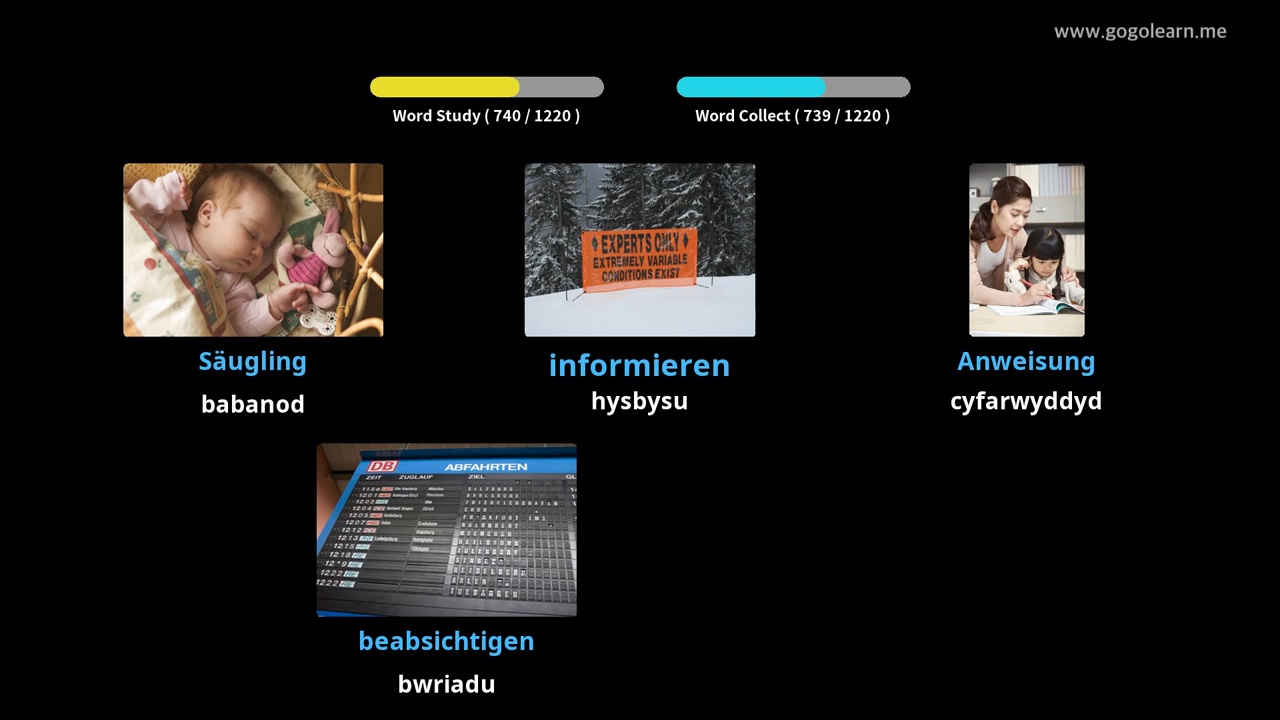 www.gogolearn.me
Word Study ( 740 / 1220 )
Word Collect ( 739 / 1220 )
EXPERTS ONLY
EXTREMELY VARIABLE
CONDITIONS EXIST
Säugling
informieren
Anweisung
babanod
hysbysu
cyfarwyddyd
DB ABFAHRTEN
ZEIT ZUGLAUF ZIEL
beabsichtigen
bwriadu